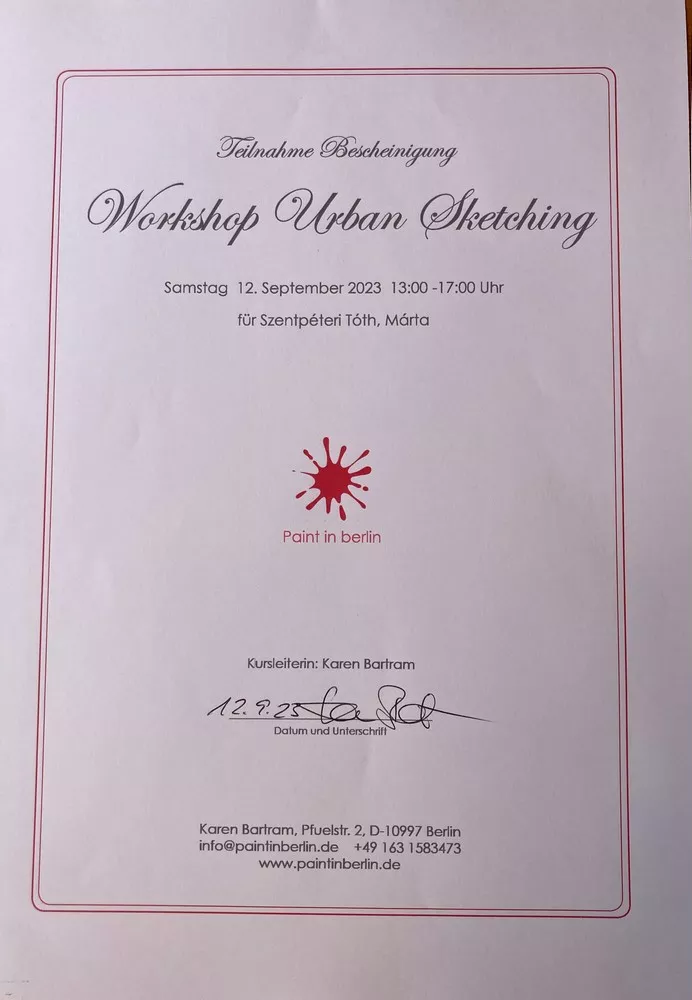 Teilnahme Bescheinigung
Workshop Urban Sketching
Samstag 12. September 2023 13:00 -17:00 Uhr
für Szentpéteri Tóth, Márta
Paint in berlin
Kursleiterin: Karen Bartram
12.9.23
Datum und Unterschrift
Karen Bartram, Pfuelstr. 2, D-10997 Berlin
info@paintinberlin.de +49 163 1583473
www.paintinberlin.de